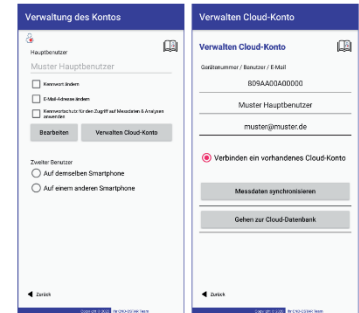 Verwaltung des Kontos
Hauptbenutzer
Muster Hauptbenutzer
Kennwort ändern
E-Mail-Adresse ändern
Kennwortschutz für den Zugriff auf Messdaten & Analysen
anwenden
Bearbeiten
Verwalten Cloud-Konto
Zweiter Benutzer
Auf demselben Smartphone
Auf einem anderen Smartphone
Zurück
Verwalten Cloud-Konto
Verwalten Cloud-Konto
Gerätenummer / Benutzer / E-Mail
809AA00A00000
Muster Hauptbenutzer
muster@muster.de
Verbinden ein vorhandenes Cloud-Konto
Messdaten synchronisieren
Gehen zur Cloud-Datenbank
Zurück